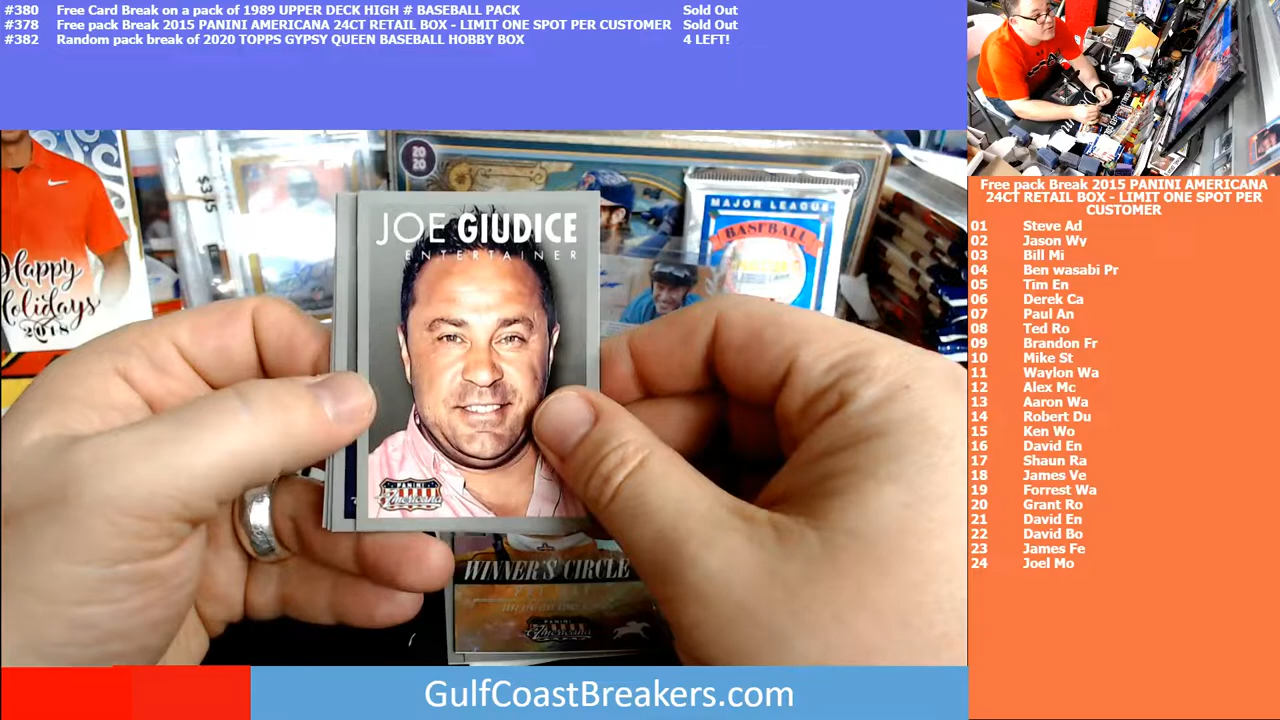 #380 Free Card Break on a pack of 1989 UPPER DECK HIGH # BASEBALL PACK Sold Out
#378 Free pack Break 2015 PANINI AMERICANA 24CT RETAIL BOX - LIMIT ONE SPOT PER CUSTOMER Sold Out
#382 Random pack break of 2020 TOPPS GYPSY QUEEN BASEBALL HOBBY BOX 4 LEFT!
$315
20
20
MAJOR LEAGUE
BASEBALL
JOE GIUDICE
ENTERTAINER
PANINI
Americana
Happy
Holidays
2018
WINNER'S CIRCLE
PANINI
Americana
GulfCoastBreakers.com
Free pack Break 2015 PANINI AMERICANA
24CT RETAIL BOX - LIMIT ONE SPOT PER
CUSTOMER
01 Steve Ad
02 Jason Wy
03 Bill Mi
04 Ben wasabi Pr
05 Tim En
06 Derek Ca
07 Paul An
08 Ted Ro
09 Brandon Fr
10 Mike St
11 Waylon Wa
12 Alex Mc
13 Aaron Wa
14 Robert Du
15 Ken Wo
16 David En
17 Shaun Ra
18 James Ve
19 Forrest Wa
20 Grant Ro
21 David En
22 David Bo
23 James Fe
24 Joel Mo